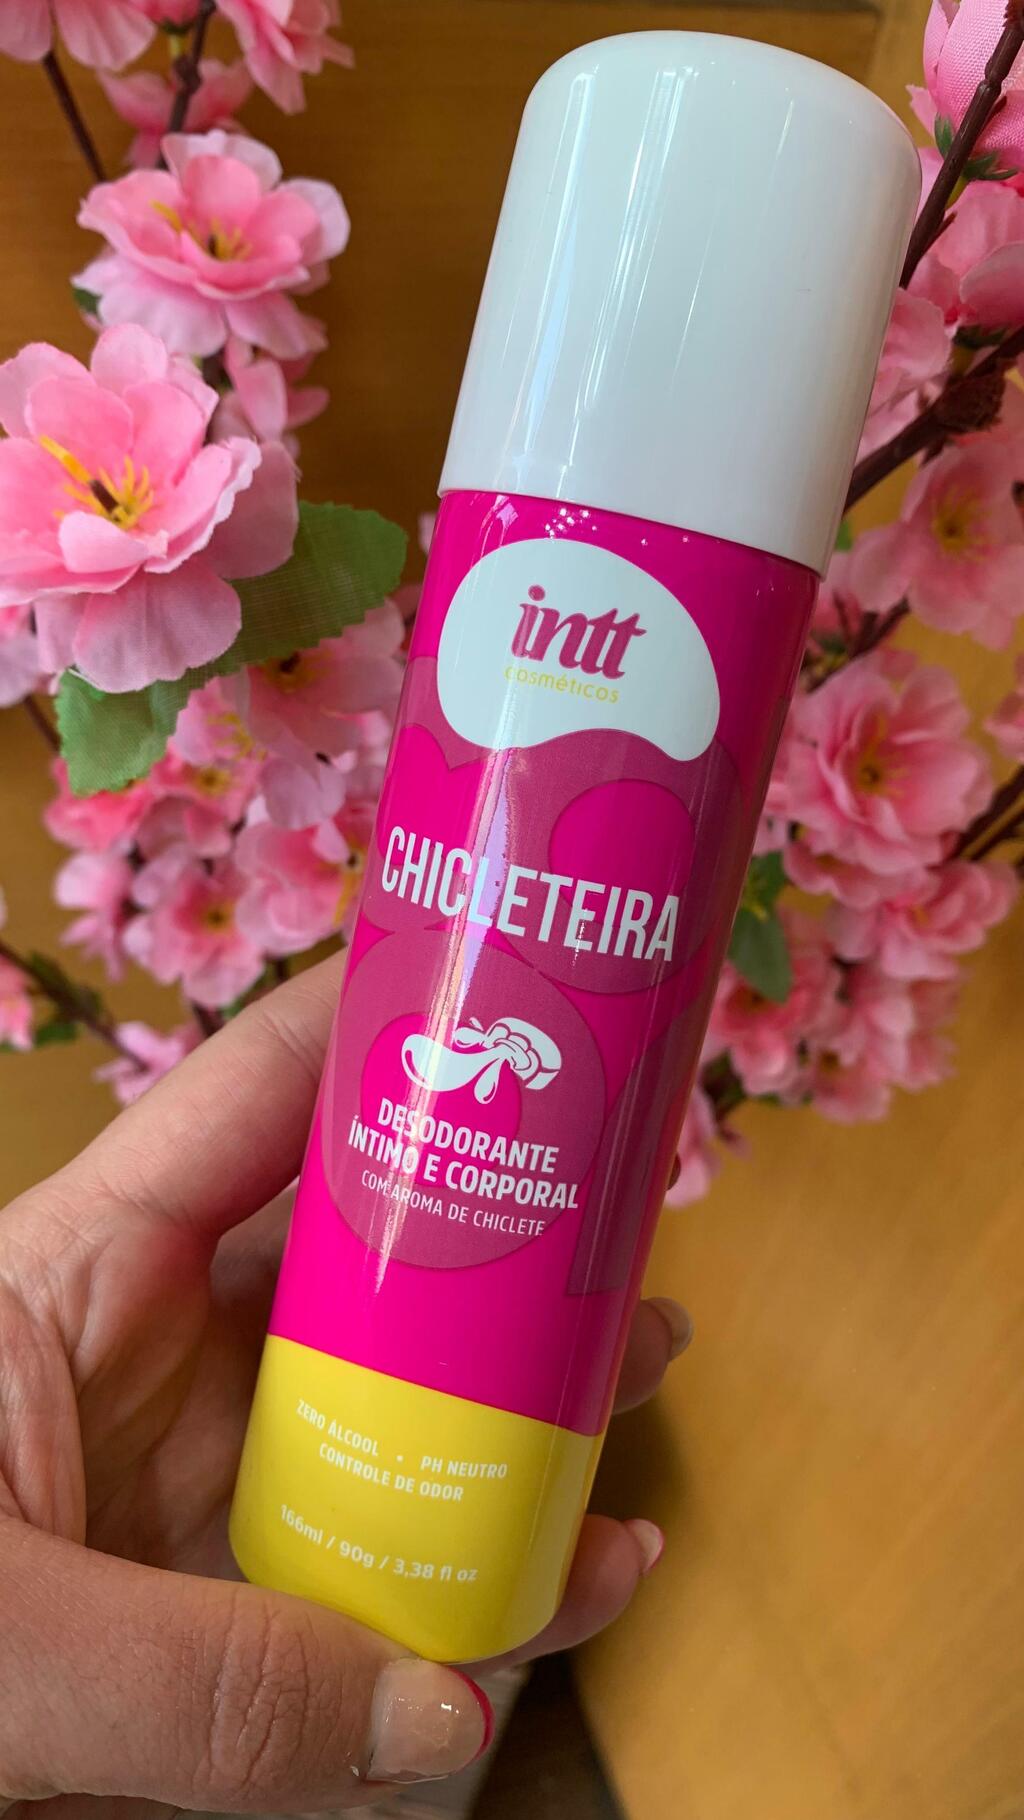 intt
cosméticos
CHICLETEIRA
DESODORANTE
ÍNTIMO E CORPORAL
COM AROMA DE CHICLETE
ZERO ÁLCOOL • PH NEUTRO
CONTROLE DE ODOR
166ml / 90g / 3,38 fl oz